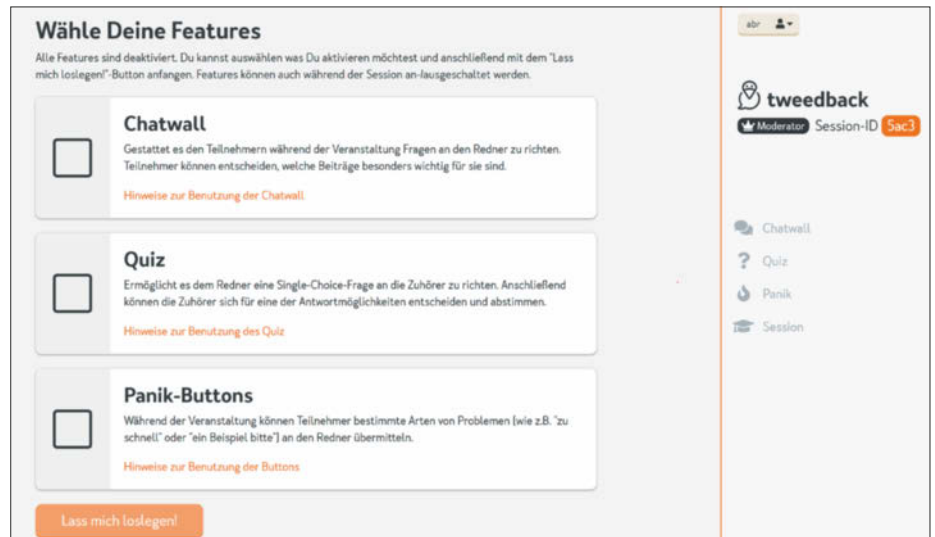 Wähle Deine Features
Alle Features sind deaktiviert. Du kannst auswählen was Du aktivieren möchtest und anschließend mit dem "Lass
mich loslegen!"-Button anfangen. Features können auch während der Session an-/ausgeschaltet werden.
Chatwall
Gestattet es den Teilnehmern während der Veranstaltung Fragen an den Redner zu richten.
Teilnehmer können entscheiden, welche Beiträge besonders wichtig für sie sind.
Hinweise zur Benutzung der Chatwall
Quiz
Ermöglicht es dem Redner eine Single-Choice-Frage an die Zuhörer zu richten. Anschließend
können die Zuhörer sich für eine der Antwortmöglichkeiten entscheiden und abstimmen.
Hinweise zur Benutzung des Quiz
Panik-Buttons
Während der Veranstaltung können Teilnehmer bestimmte Arten von Problemen (wie z.B. "zu
schnell" oder "ein Beispiel bitte") an den Redner übermitteln.
Hinweise zur Benutzung der Buttons
Lass mich loslegen!
abr
tweedback
Moderator Session-ID 5ac3
Chatwall
Quiz
Panik
Session